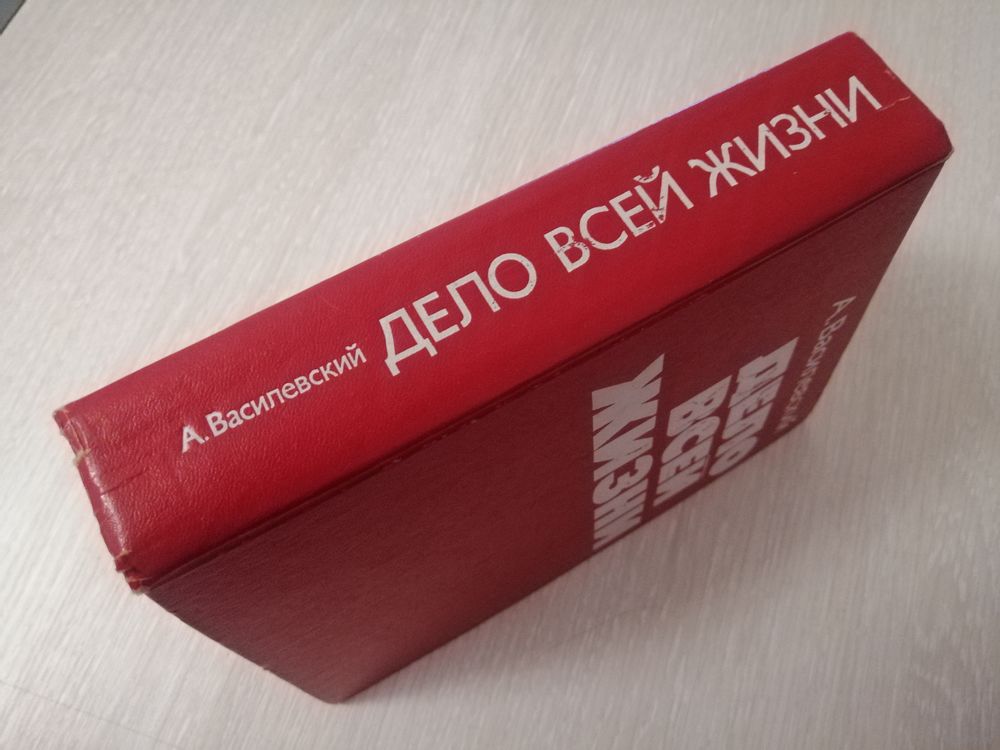 А. Василевский ДЕЛО ВСЕЙ ЖИЗНИ
А. Василевский
ДЕЛО
ВСЕЙ
ЖИЗНИ